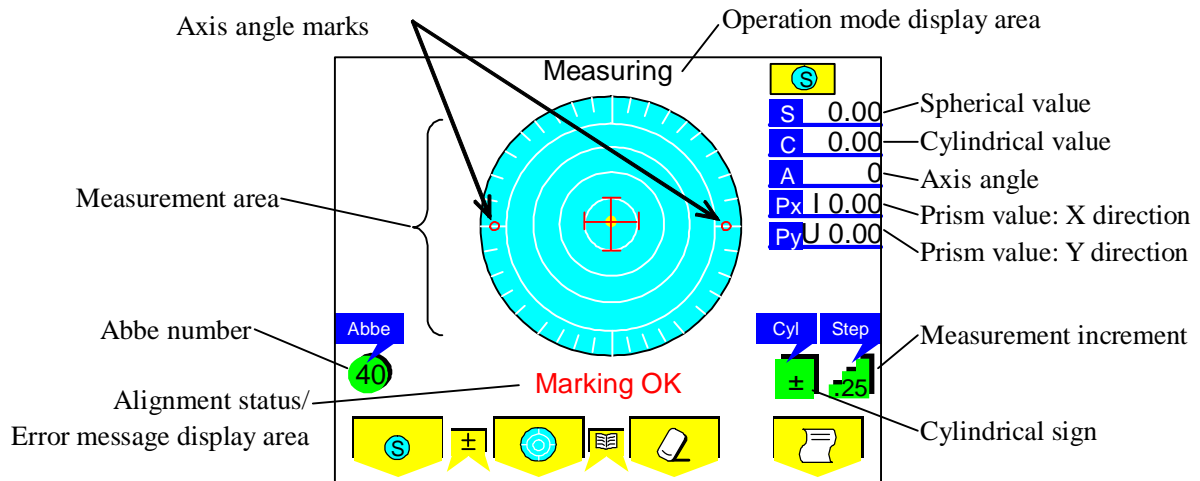 Axis angle marks
Operation mode display area
Measuring
S
S 0.00
Spherical value
C 0.00
Cylindrical value
A 0
Axis angle
Px I 0.00
Prism value: X direction
Py U 0.00
Prism value: Y direction
Measurement area
Abbe number
Abbe
40
Cyl
±
Step
.25
Measurement increment
Marking OK
Alignment status/
Error message display area
Cylindrical sign
S
±